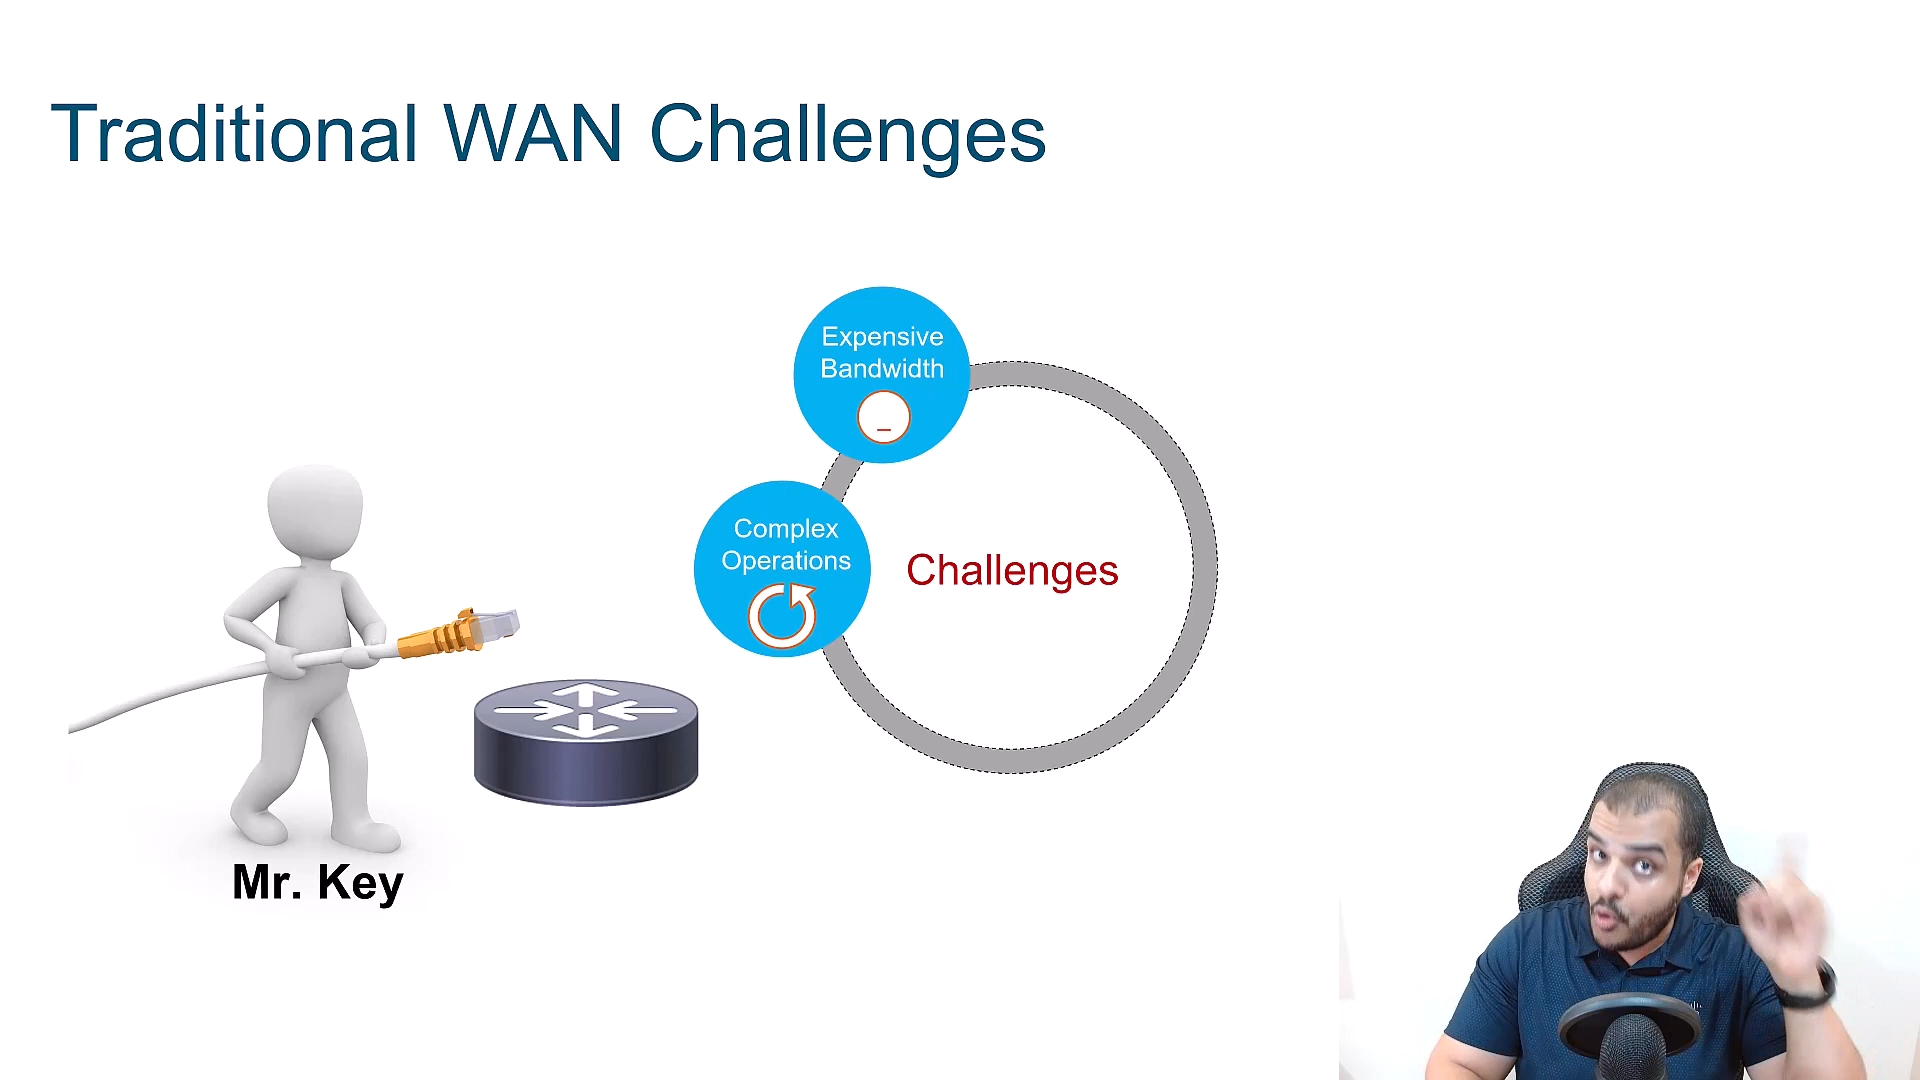 Traditional WAN Challenges
Expensive
Bandwidth
Complex
Operations
Challenges
Mr. Key